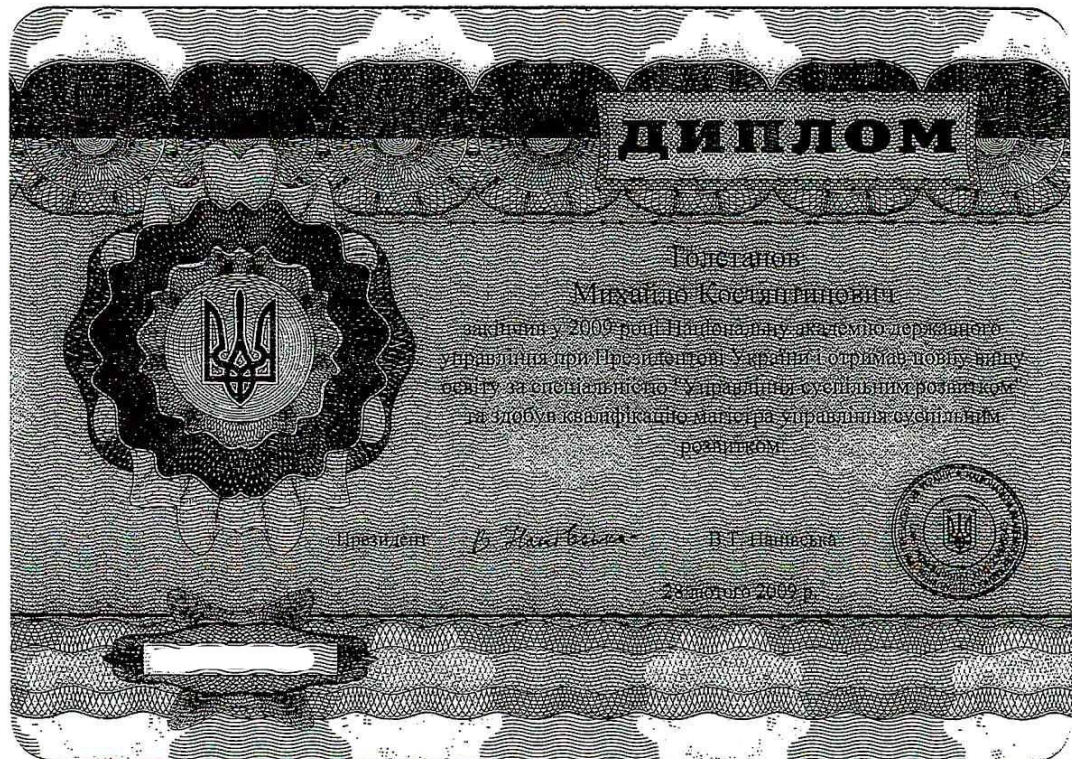 ДИПЛОМ
Голстанов
Михайло Костянтинович
закінчив у 2009 році Національну академію державного
управління при Президентові України і отримав повну вищу
освіту за спеціальністю "Управління суспільним розвитком"
та здобув кваліфікацію магістра управління суспільним
розвитком.
Президент В.Г. Нанівська
28 лютого 2009 р.